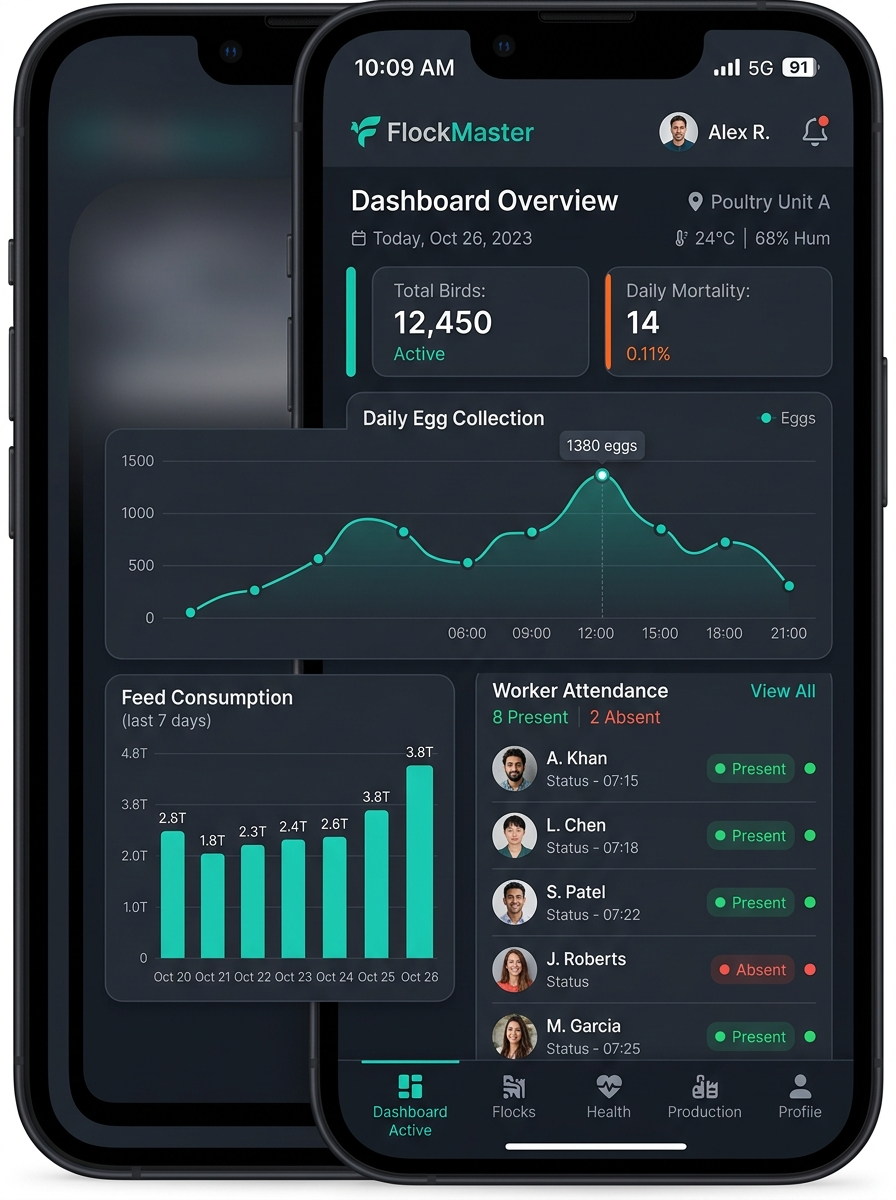 10:09 AM 5G 91
FlockMaster Alex R.
Dashboard Overview Poultry Unit A
Today, Oct 26, 2023 24°C | 68% Hum
Total Birds:
12,450
Active
Daily Mortality:
14
0.11%
Daily Egg Collection Eggs
1380 eggs
1500
1000
500
0
06:00 09:00 12:00 15:00 18:00 21:00
Feed Consumption
(last 7 days)
4.8T
3.8T
2.0T
1.0T
0
2.8T 1.8T 2.3T 2.4T 2.6T 3.8T 3.8T
Oct 20 Oct 21 Oct 22 Oct 23 Oct 24 Oct 25 Oct 26
Worker Attendance View All
8 Present | 2 Absent
A. Khan
Status - 07:15
Present
L. Chen
Status - 07:18
Present
S. Patel
Status - 07:22
Present
J. Roberts
Status
Absent
M. Garcia
Status - 07:25
Present
Dashboard
Active
Flocks
Health
Production
Profiie